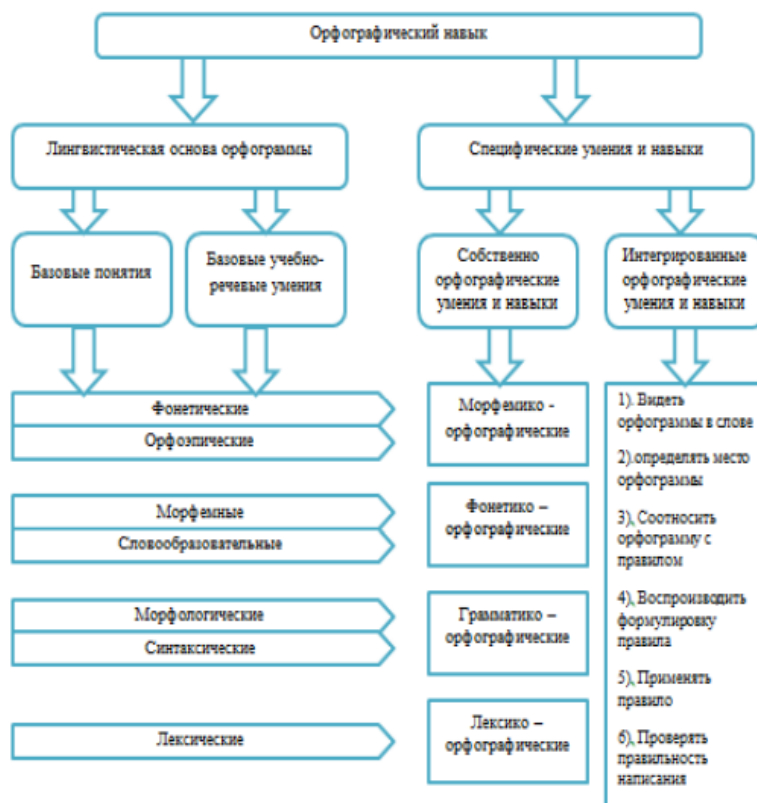 Орфографический навык
Лингвистическая основа орфограммы
Специфические умения и навыки
Базовые понятия
Базовые учебно-
речевые умения
Собственно
орфографические
умения и навыки
Интегрированные
орфографические
умения и навыки
Фонетические
Орфоэпические
Морфемные
Словообразовательные
Морфологические
Синтаксические
Лексические
Морфемико -
орфографические
Фонетико –
орфографические
Грамматико –
орфографические
Лексико –
орфографические
1). Видеть
орфограммы в слове
2).определять место
орфограммы
3), Соотносить
орфограмму с
правилом
4), Воспроизводить
формулировку
правила
5), Применять
правило
6), Проверять
правильность
написания